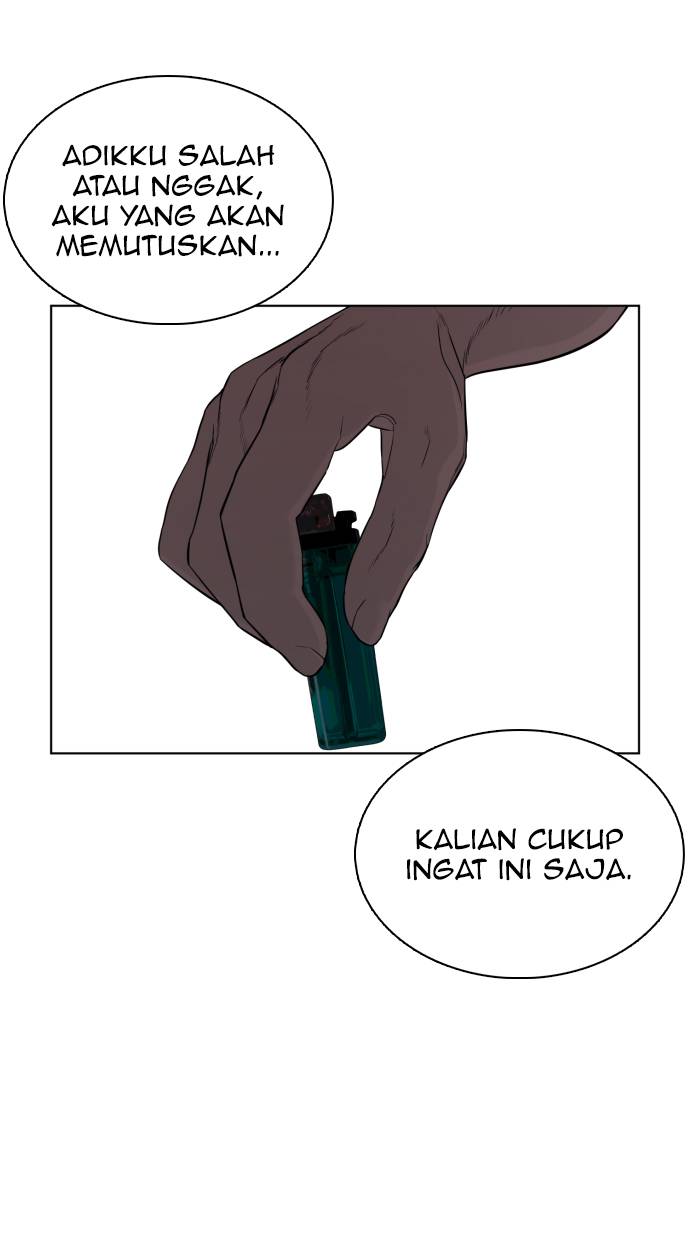 ADIKKU SALAH
ATAU NGGAK,
AKU YANG AKAN
MEMUTUSKAN...
KALIAN CUKUP
INGAT INI SAJA.